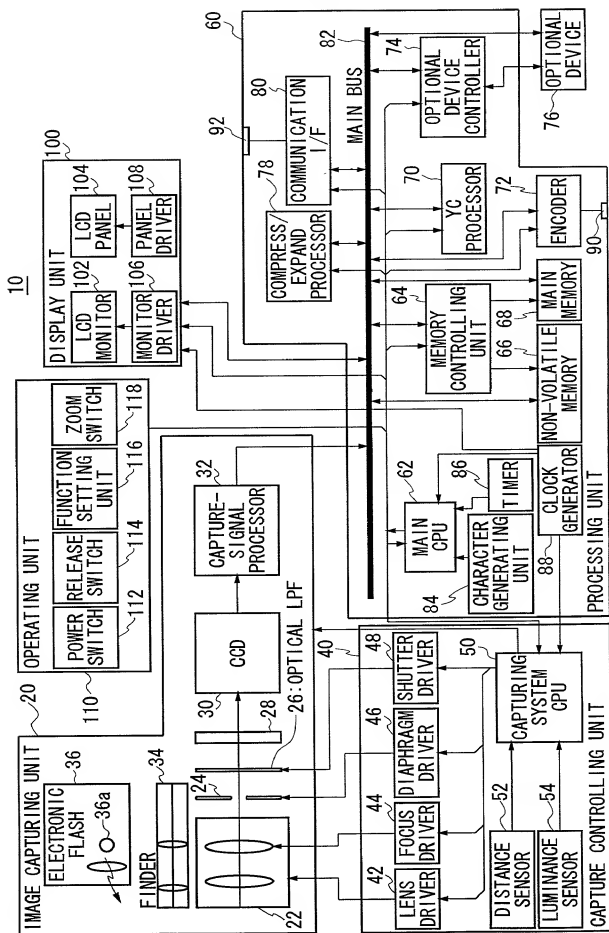 10
IMAGE CAPTURING UNIT
20
ELECTRONIC
FLASH
36
36a
FINDER
34
22
24
26:OPTICAL LPF
28
30
CCD
32
CAPTURE-
SIGNAL
PROCESSOR
OPERATING UNIT
110
POWER
SWITCH
112
RELEASE
SWITCH
114
FUNCTION
SETTING
UNIT
116
ZOOM
SWITCH
118
DISPLAY UNIT
100
LCD
MONITOR
102
LCD
PANEL
104
MONITOR
DRIVER
106
PANEL
DRIVER
108
CAPTURE CONTROLLING UNIT
40
LENS
DRIVER
42
FOCUS
DRIVER
44
DIAPHRAGM
DRIVER
46
SHUTTER
DRIVER
48
CAPTURING
SYSTEM
CPU
50
DISTANCE
SENSOR
52
LUMINANCE
SENSOR
54
PROCESSING UNIT
60
MAIN CPU
62
CHARACTER
GENERATING
UNIT
84
TIMER
86
CLOCK
GENERATOR
88
MEMORY
CONTROLLING
UNIT
64
NON-VOLATILE
MEMORY
66
MAIN
MEMORY
68
YC
PROCESSOR
70
ENCODER
72
90
COMPRESS/
EXPAND
PROCESSOR
78
COMMUNICATION
I/F
80
92
MAIN BUS
82
OPTIONAL
DEVICE
CONTROLLER
74
OPTIONAL
DEVICE
76